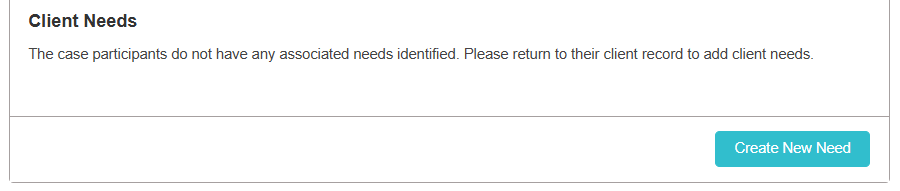 Client Needs
The case participants do not have any associated needs identified. Please return to their client record to add client needs.
Create New Need